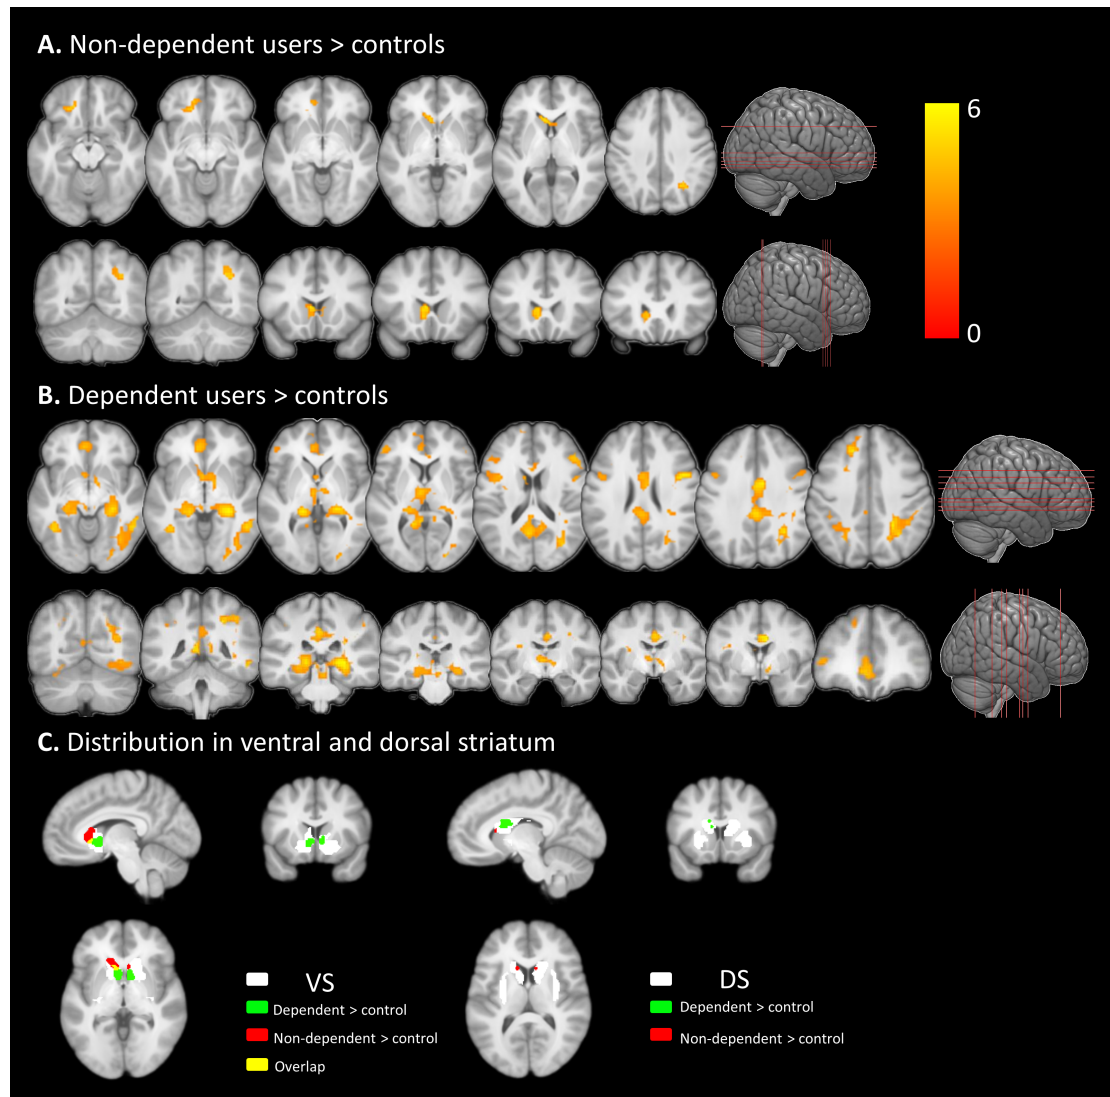 A. Non-dependent users > controls
6
0
B. Dependent users > controls
C. Distribution in ventral and dorsal striatum
VS
Dependent > control
Non-dependent > control
Overlap
DS
Dependent > control
Non-dependent > control